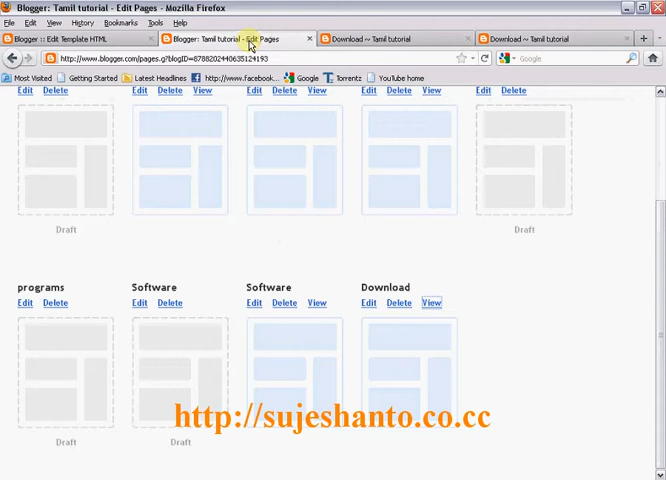 Blogger: Tamil tutorial - Edit Pages - Mozilla Firefox
File Edit View History Bookmarks Tools Help
Blogger :: Edit Template HTML
Blogger: Tamil tutorial - Edit Pages
Download ~ Tamil tutorial
Download ~ Tamil tutorial
http://www.blogger.com/pages.g?blogID=8788202440635124193
Google
Most Visited Getting Started Latest Headlines http://www.facebook... Google Torrentz YouTube home
Edit Delete Edit Delete View Edit Delete View Edit Delete View Edit Delete
Draft Draft
programs Software Software Download
Edit Delete Edit Delete Edit Delete View Edit Delete View
http://sujeshanto.co.cc
Draft Draft